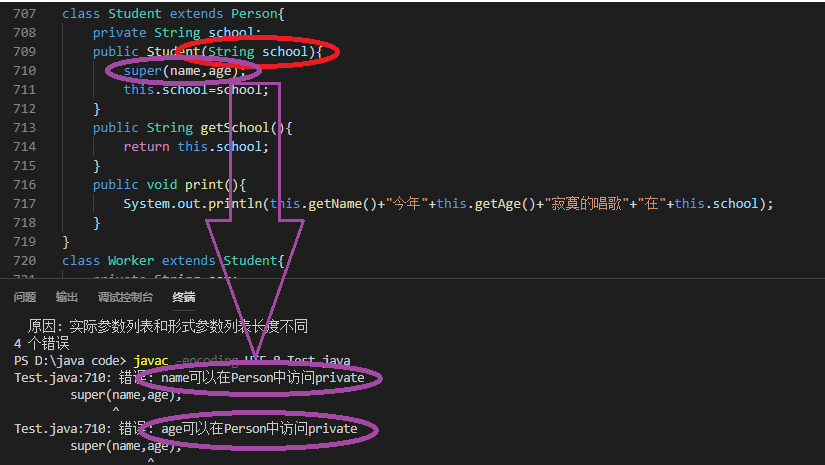 707 class Student extends Person{
708 private String school;
709 public Student(String school){
710 super(name,age);
711 this.school=school;
712 }
713 public String getSchool(){
714 return this.school;
715 }
716 public void print(){
717 System.out.println(this.getName()+"今年"+this.getAge()+"寂寞的唱歌"+"在"+this.school);
718 }
719 }
720 class Worker extends Student{
问题 输出 调试控制台 终端
原因: 实际参数列表和形式参数列表长度不同
4 个错误
PS D:\java code> javac -encoding UTF-8 Test.java
Test.java:710: 错误: name可以在Person中访问private
super(name,age);
^
Test.java:710: 错误: age可以在Person中访问private
super(name,age);
^